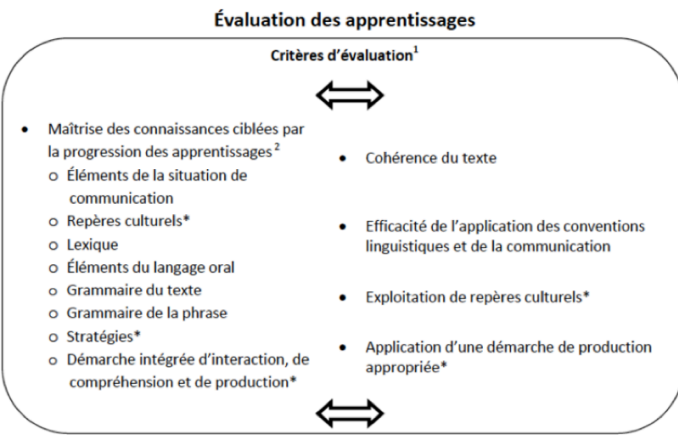 Évaluation des apprentissages
Critères d'évaluation¹
• Maîtrise des connaissances ciblées par
la progression des apprentissages ²
o Éléments de la situation de
communication
o Repères culturels*
o Lexique
o Éléments du langage oral
o Grammaire du texte
o Grammaire de la phrase
o Stratégies*
o Démarche intégrée d'interaction, de
compréhension et de production*
• Cohérence du texte
• Efficacité de l'application des conventions
linguistiques et de la communication
• Exploitation de repères culturels*
• Application d'une démarche de production
appropriée*